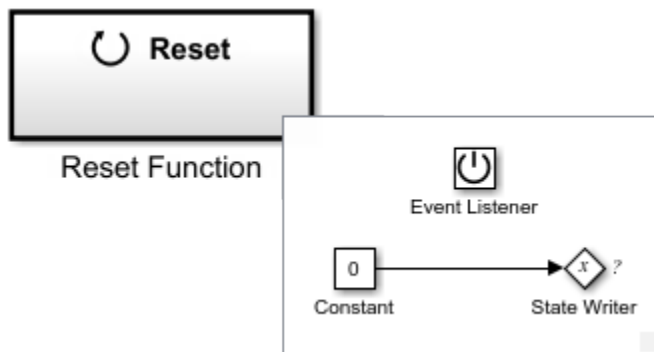 Reset
Reset Function
Event Listener
0
x ?
Constant
State Writer